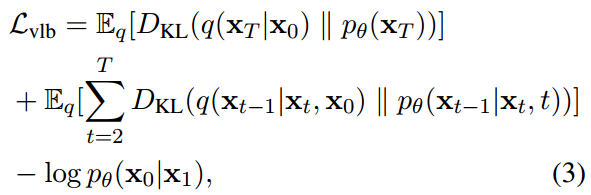 ℒ_vlb = 𝔼_q[D_KL(q(𝐱_T|𝐱_0) ∥ p_θ(𝐱_T))]
+ 𝔼_q[∑_{t=2}^{T} D_KL(q(𝐱_{t−1}|𝐱_t, 𝐱_0) ∥ p_θ(𝐱_{t−1}|𝐱_t, t))]
− log p_θ(𝐱_0|𝐱_1), (3)